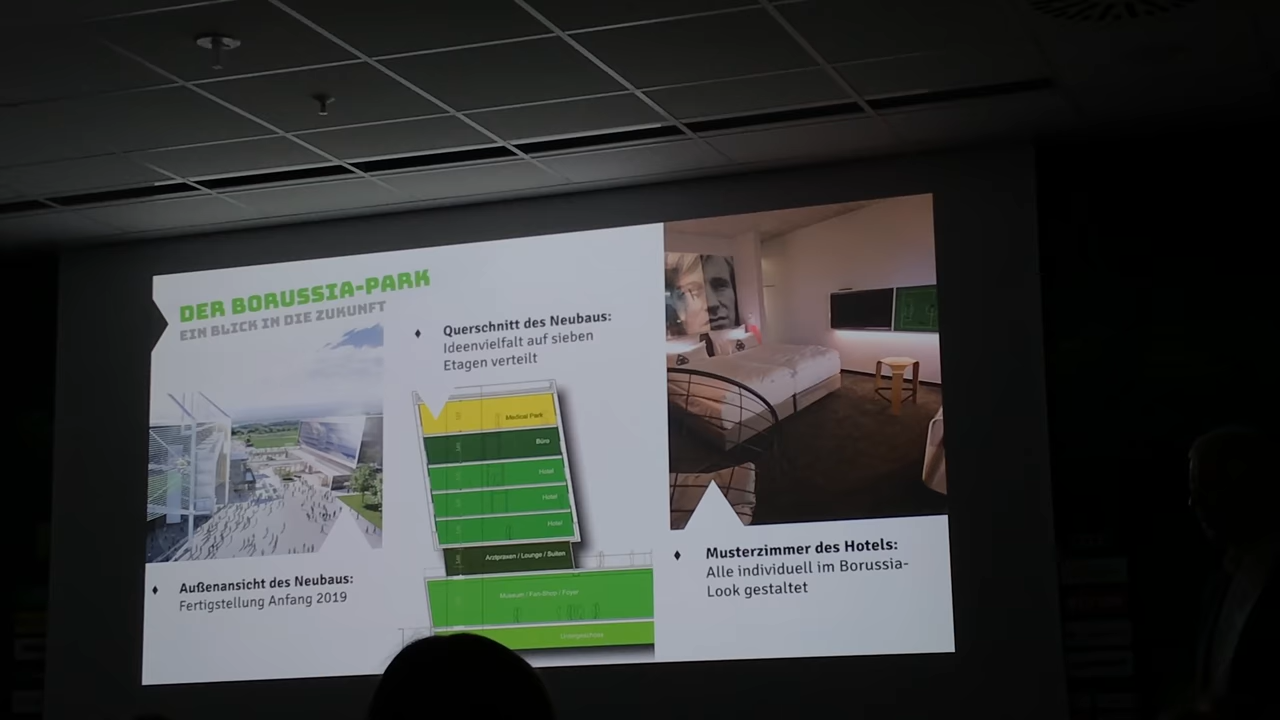 DER BORUSSIA-PARK
EIN BLICK IN DIE ZUKUNFT
Querschnitt des Neubaus:
Ideenvielfalt auf sieben
Etagen verteilt
Medical Park
Büro
Hotel
Hotel
Hotel
Arztpraxen / Lounge / Suiten
Museum / Fan-Shop / Foyer
Untergeschoss
Außenansicht des Neubaus:
Fertigstellung Anfang 2019
Musterzimmer des Hotels:
Alle individuell im Borussia-
Look gestaltet